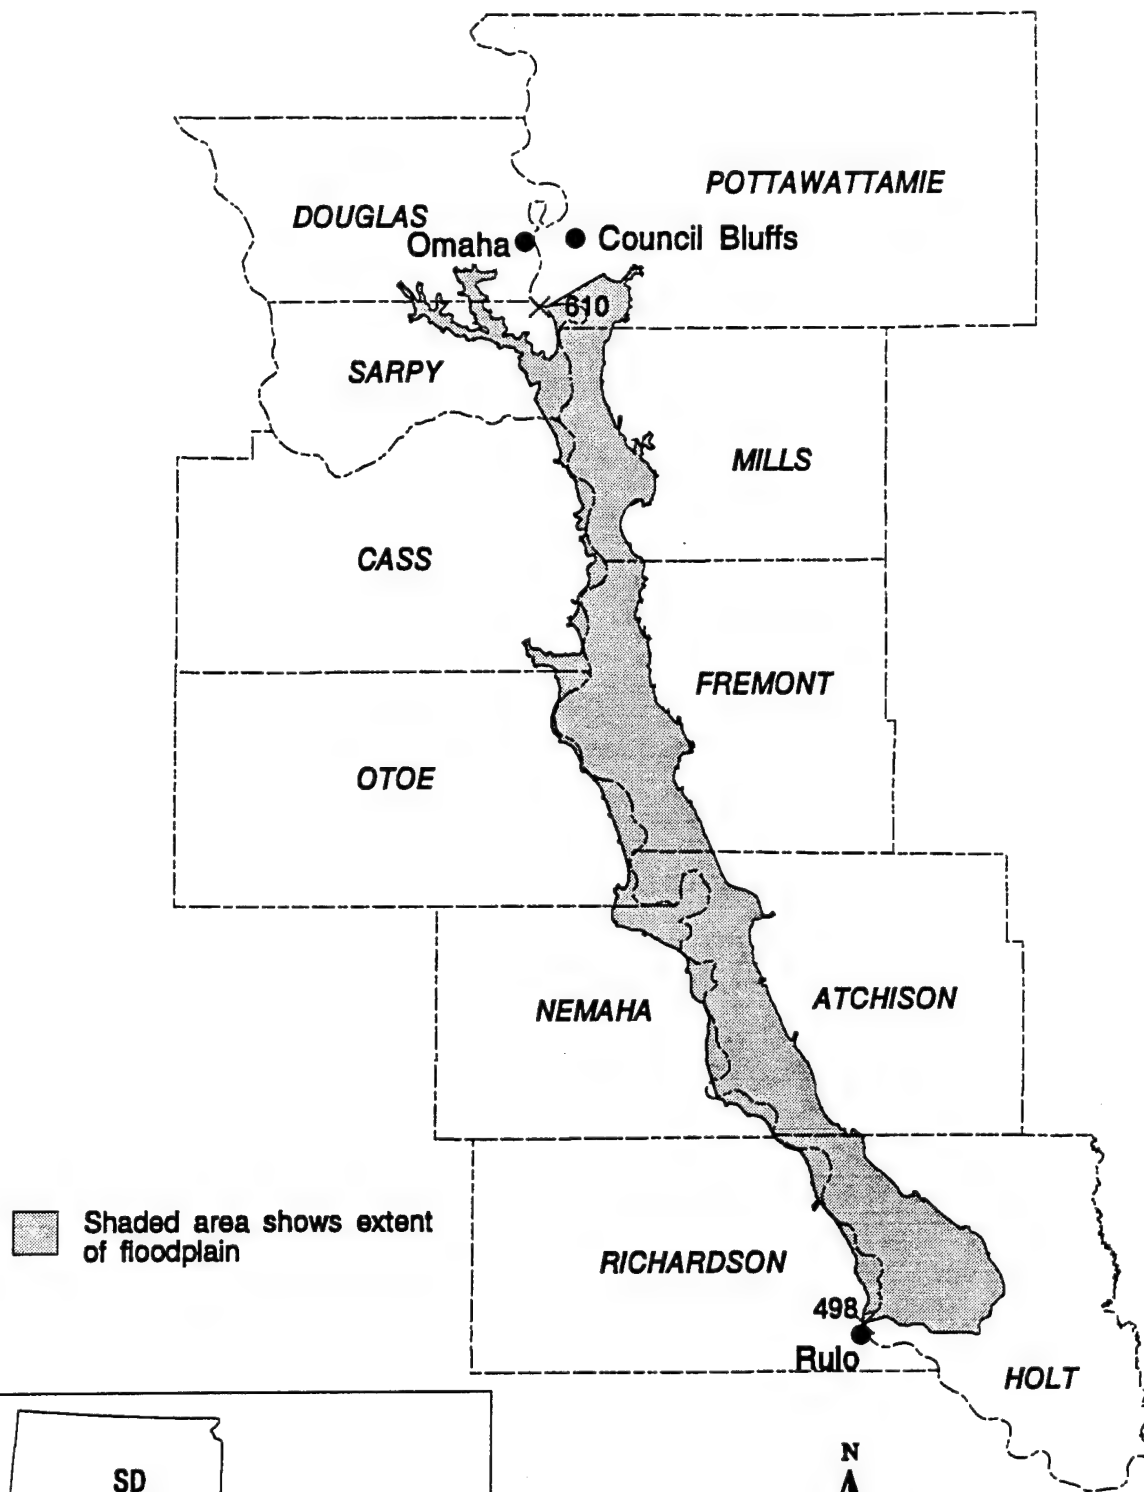 POTTAWATTAMIE
DOUGLAS
Omaha
Council Bluffs
610
SARPY
MILLS
CASS
FREMONT
OTOE
NEMAHA
ATCHISON
Shaded area shows extent
of floodplain
RICHARDSON
498
Rulo
HOLT
N
SD